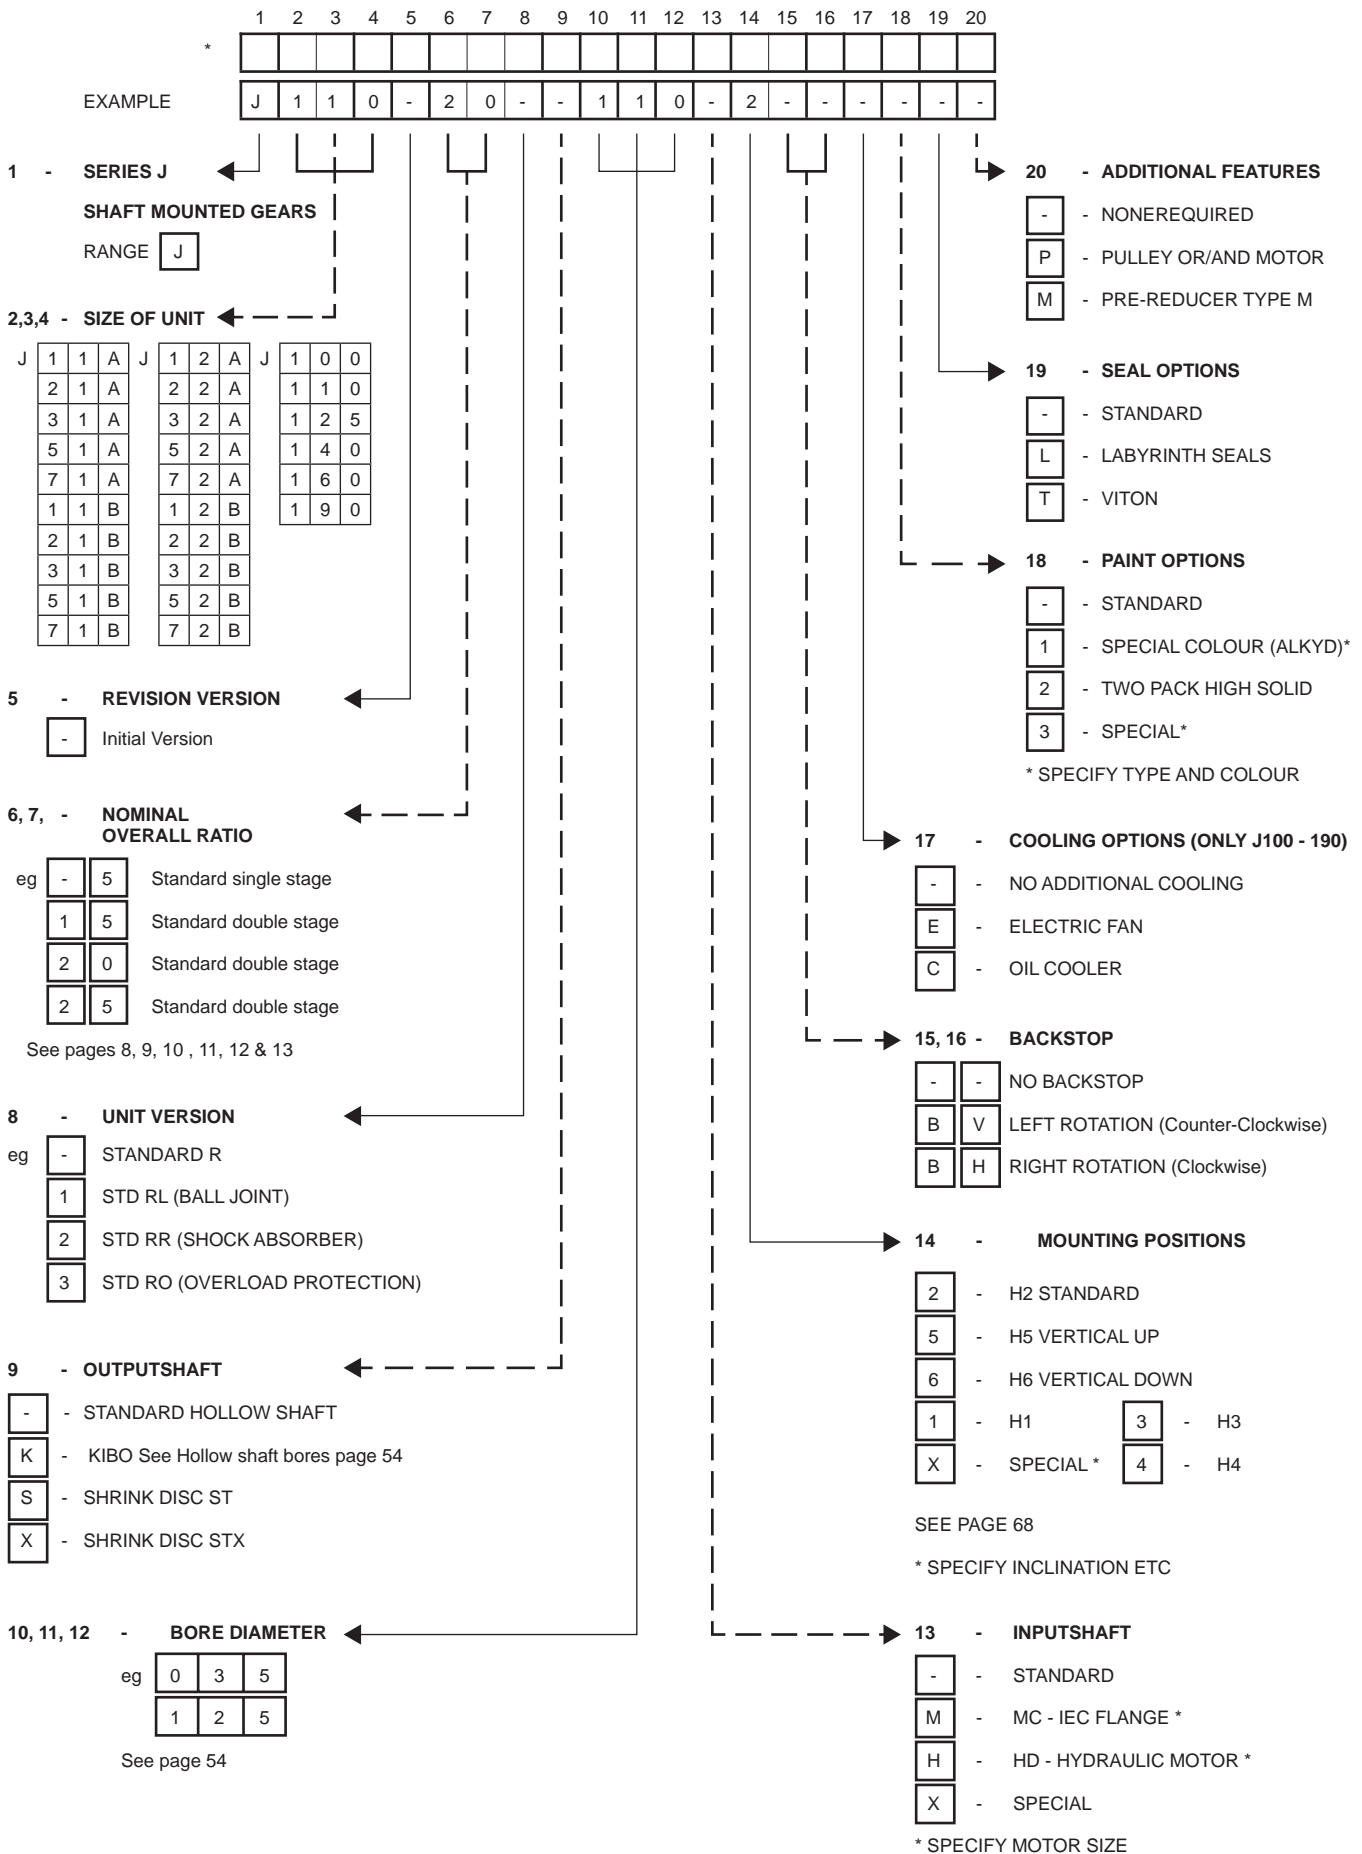 1 2 3 4 5 6 7 8 9 10 11 12 13 14 15 16 17 18 19 20
*
EXAMPLE J 1 1 0 - 2 0 - - 1 1 0 - 2 - - - - - -
1 - SERIES J
SHAFT MOUNTED GEARS
RANGE J
2,3,4 - SIZE OF UNIT
J 1 1 A J 1 2 A J 1 0 0
2 1 A 2 2 A 1 1 0
3 1 A 3 2 A 1 2 5
5 1 A 5 2 A 1 4 0
7 1 A 7 2 A 1 6 0
1 1 B 1 2 B 1 9 0
2 1 B 2 2 B
3 1 B 3 2 B
5 1 B 5 2 B
7 1 B 7 2 B
5 - REVISION VERSION
- Initial Version
6, 7, - NOMINAL
OVERALL RATIO
eg - 5 Standard single stage
1 5 Standard double stage
2 0 Standard double stage
2 5 Standard double stage
See pages 8, 9, 10 , 11, 12 & 13
8 - UNIT VERSION
eg - STANDARD R
1 STD RL (BALL JOINT)
2 STD RR (SHOCK ABSORBER)
3 STD RO (OVERLOAD PROTECTION)
9 - OUTPUTSHAFT
- - STANDARD HOLLOW SHAFT
K - KIBO See Hollow shaft bores page 54
S - SHRINK DISC ST
X - SHRINK DISC STX
10, 11, 12 - BORE DIAMETER
eg 0 3 5
1 2 5
See page 54
20 - ADDITIONAL FEATURES
- - NONEREQUIRED
P - PULLEY OR/AND MOTOR
M - PRE-REDUCER TYPE M
19 - SEAL OPTIONS
- - STANDARD
L - LABYRINTH SEALS
T - VITON
18 - PAINT OPTIONS
- - STANDARD
1 - SPECIAL COLOUR (ALKYD)*
2 - TWO PACK HIGH SOLID
3 - SPECIAL*
* SPECIFY TYPE AND COLOUR
17 - COOLING OPTIONS (ONLY J100 - 190)
- - NO ADDITIONAL COOLING
E - ELECTRIC FAN
C - OIL COOLER
15, 16 - BACKSTOP
- - NO BACKSTOP
B V LEFT ROTATION (Counter-Clockwise)
B H RIGHT ROTATION (Clockwise)
14 - MOUNTING POSITIONS
2 - H2 STANDARD
5 - H5 VERTICAL UP
6 - H6 VERTICAL DOWN
1 - H1 3 - H3
X - SPECIAL * 4 - H4
SEE PAGE 68
* SPECIFY INCLINATION ETC
13 - INPUTSHAFT
- - STANDARD
M - MC - IEC FLANGE *
H - HD - HYDRAULIC MOTOR *
X - SPECIAL
* SPECIFY MOTOR SIZE